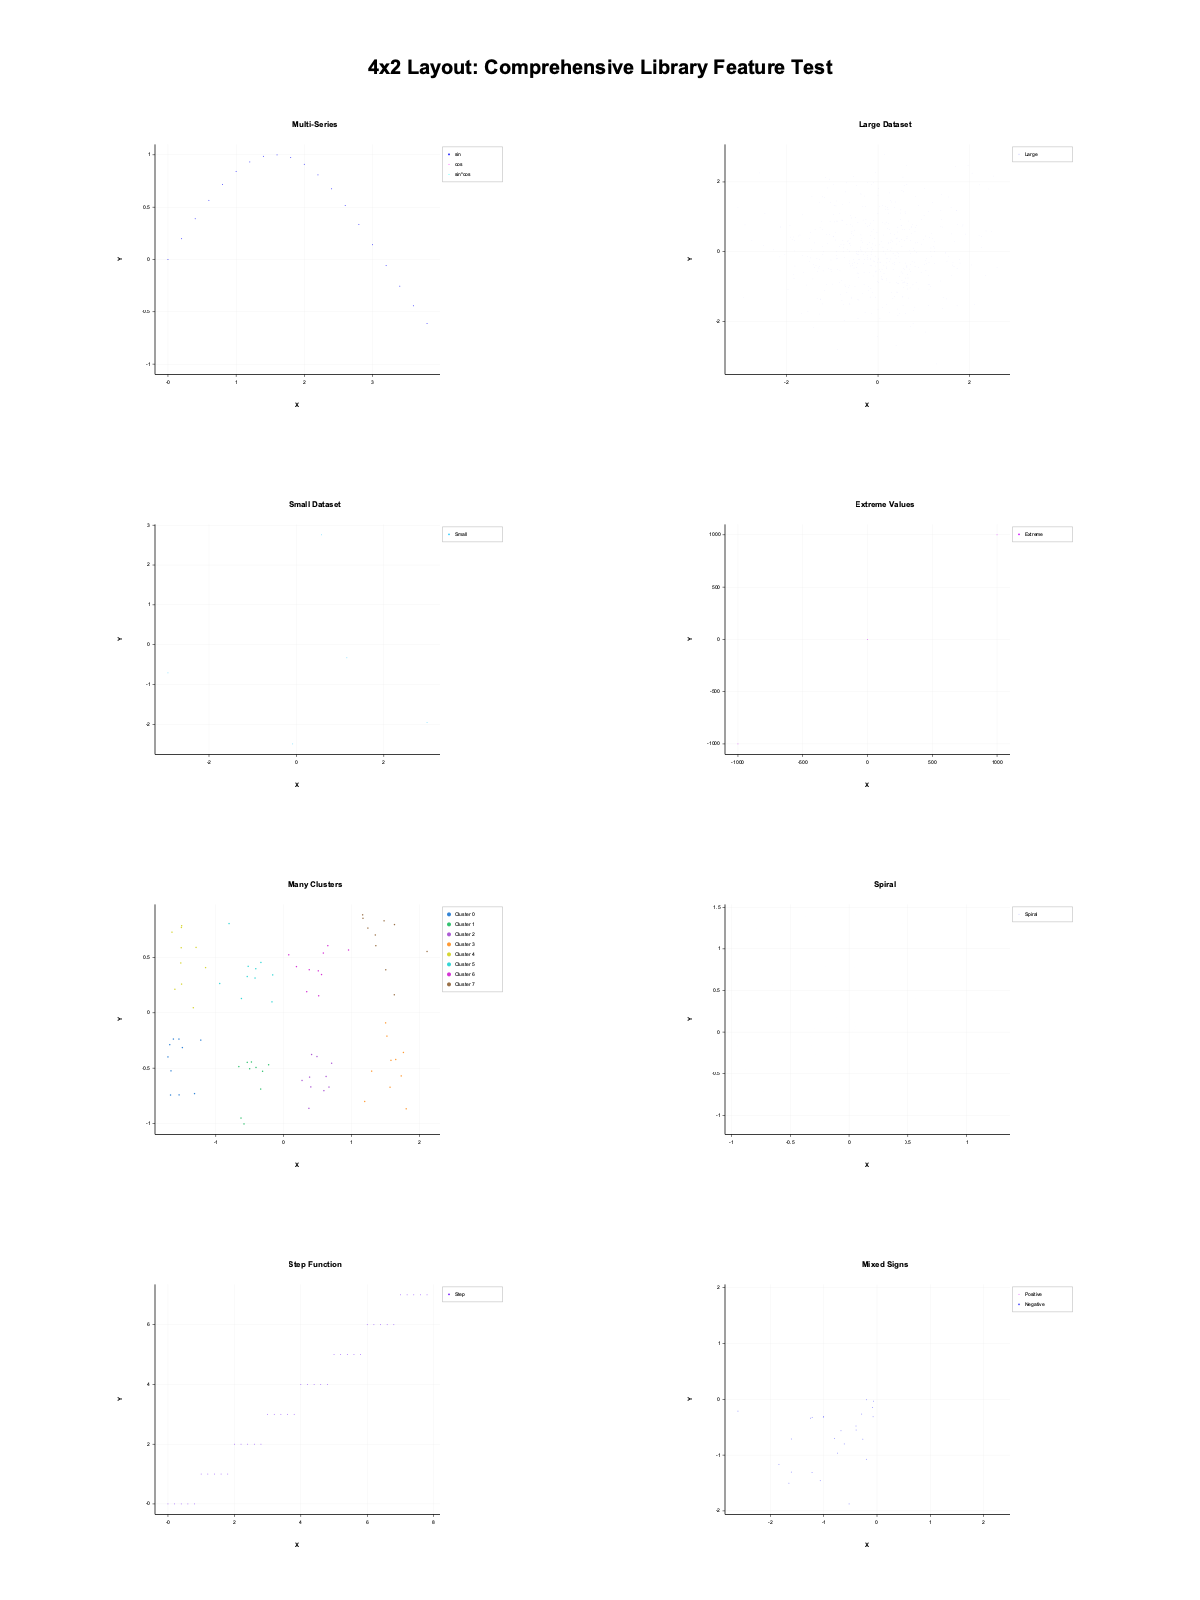 4x2 Layout: Comprehensive Library Feature Test
Multi-Series
1
0.5
0
-0.5
-1
Y
-0
1
2
3
X
sin
cos
sin*cos
Large Dataset
2
0
-2
Y
-2
0
2
X
Large
Small Dataset
3
2
1
0
-1
-2
Y
-2
0
2
X
Small
Extreme Values
1000
500
0
-500
-1000
Y
-1000
-500
0
500
1000
X
Extreme
Many Clusters
0.5
0
-0.5
-1
Y
-1
0
1
2
X
Cluster 0
Cluster 1
Cluster 2
Cluster 3
Cluster 4
Cluster 5
Cluster 6
Cluster 7
Spiral
1.5
1
0.5
0
-0.5
-1
Y
-1
-0.5
0
0.5
1
X
Spiral
Step Function
6
4
2
-0
Y
-0
2
4
6
8
X
Step
Mixed Signs
2
1
0
-1
-2
Y
-2
-1
0
1
2
X
Positive
Negative